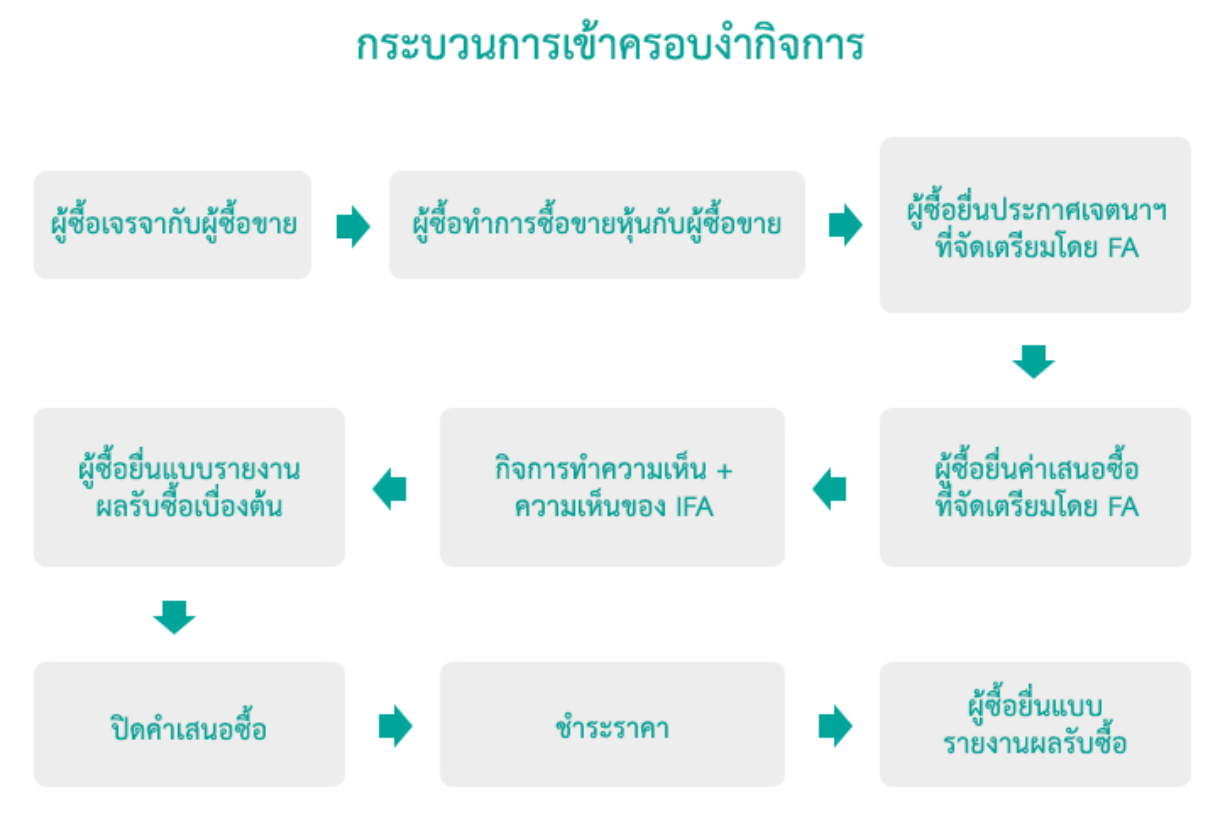 กระบวนการเข้าครอบงำกิจการ
ผู้ซื้อเจรจากับผู้ซื้อขาย
ผู้ซื้อทำการซื้อขายหุ้นกับผู้ซื้อขาย
ผู้ซื้อยื่นประกาศเจตนาฯ
ที่จัดเตรียมโดย FA
ผู้ซื้อยื่นค่าเสนอซื้อ
ที่จัดเตรียมโดย FA
กิจการทำความเห็น +
ความเห็นของ IFA
ผู้ซื้อยื่นแบบรายงาน
ผลรับซื้อเบื่องต้น
ปิดคำเสนอซื้อ
ชำระราคา
ผู้ซื้อยื่นแบบ
รายงานผลรับซื้อ